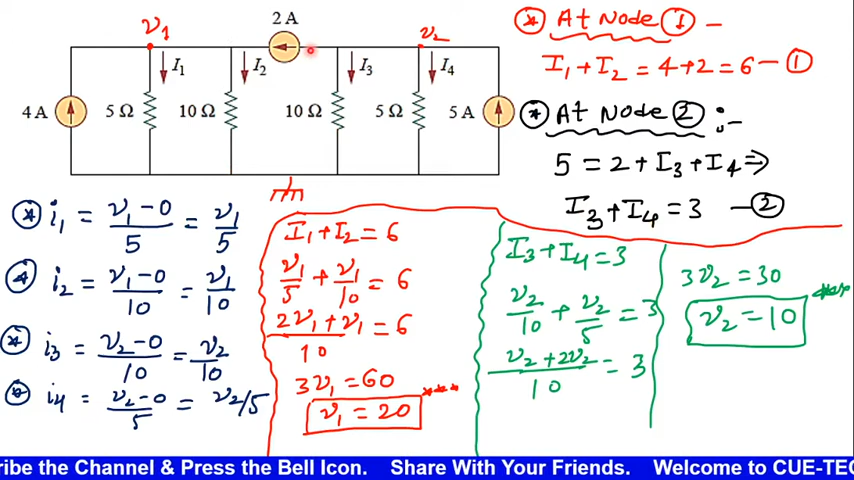 2 A
v₁
v₂
I₁
I₂
I₃
I₄
4 A
5 Ω
10 Ω
10 Ω
5 Ω
5 A
At Node ① –
I₁ + I₂ = 4+2 = 6 — ①
At Node ② :–
5 = 2 + I₃ + I₄ ⇒
I₃ + I₄ = 3 — ②
i₁ = (v₁ – 0)/5 = v₁/5
i₂ = (v₁ – 0)/10 = v₁/10
i₃ = (v₂ – 0)/10 = v₂/10
i₄ = (v₂ – 0)/5 = v₂/5
I₁ + I₂ = 6
v₁/5 + v₁/10 = 6
(2v₁ + v₁)/10 = 6
3v₁ = 60
v₁ = 20
I₃ + I₄ = 3
v₂/10 + v₂/5 = 3
(v₂ + 2v₂)/10 = 3
3v₂ = 30
v₂ = 10
the Channel & Press the Bell Icon. Share With Your Friends. Welcome to